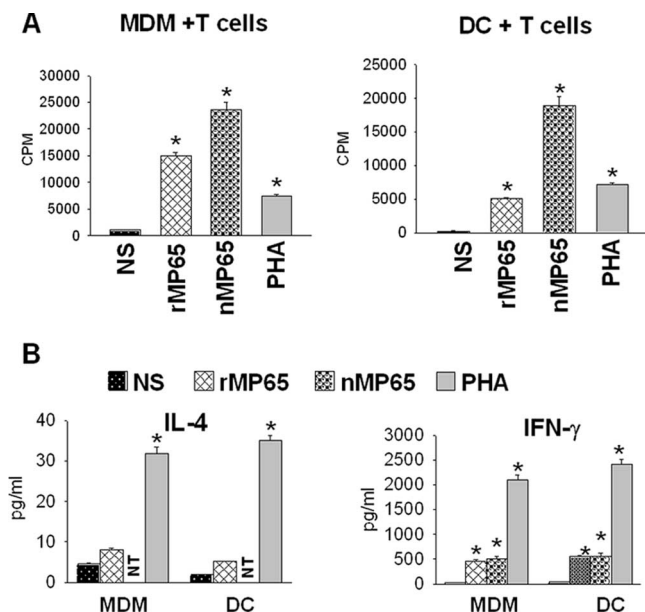 A
MDM +T cells
DC + T cells
30000
25000
20000
15000
10000
5000
0
CPM
NS
rMP65
nMP65
PHA
*
*
*
25000
20000
15000
10000
5000
0
CPM
NS
rMP65
nMP65
PHA
*
*
*
B
NS rMP65 nMP65 PHA
IL-4
40
30
20
10
0
pg/ml
NT
*
NT
*
MDM DC
IFN-γ
3000
2500
2000
1500
1000
500
0
pg/ml
*
*
*
*
*
*
MDM DC